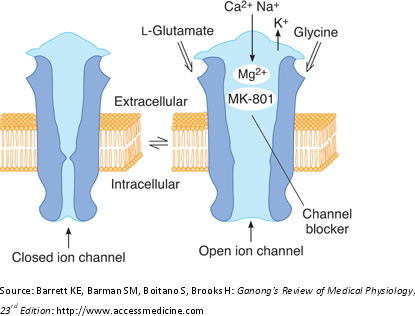 Ca2+ Na+
K+
L-Glutamate
Glycine
Mg2+
MK-801
Extracellular
Intracellular
Channel
blocker
Closed ion channel
Open ion channel
Source: Barrett KE, Barman SM, Boitano S, Brooks H: Ganong's Review of Medical Physiology,
23rd Edition: http://www.accessmedicine.com